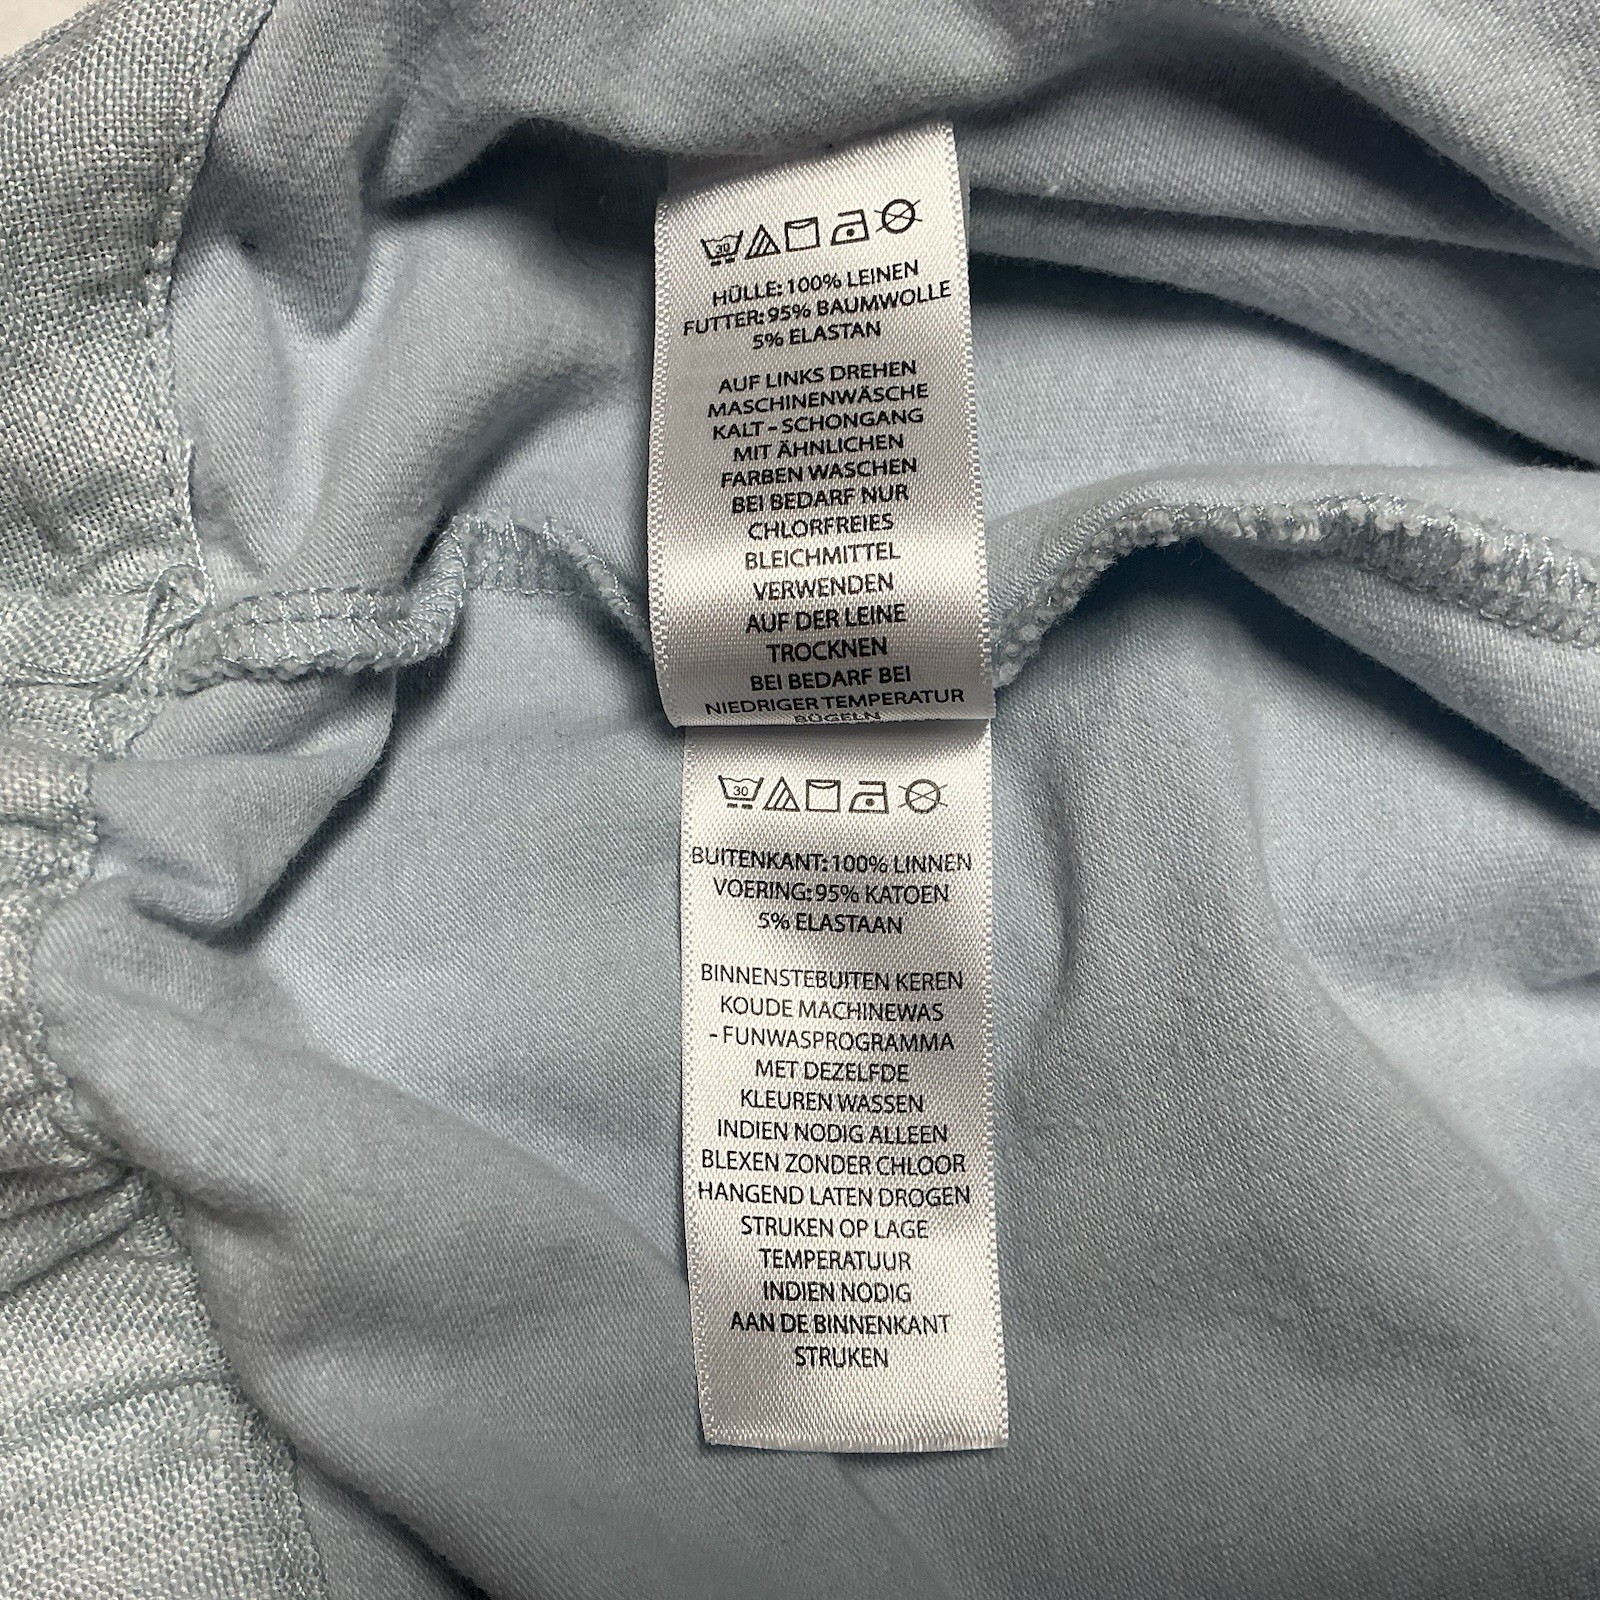 30
HÜLLE: 100% LEINEN
FUTTER: 95% BAUMWOLLE
5% ELASTAN
AUF LINKS DREHEN
MASCHINENWÄSCHE
KALT - SCHONGANG
MIT ÄHNLICHEN
FARBEN WASCHEN
BEI BEDARF NUR
CHLORFREIES
BLEICHMITTEL
VERWENDEN
AUF DER LEINE
TROCKNEN
BEI BEDARF BEI
NIEDRIGER TEMPERATUR
BÜGELN
30
BUITENKANT: 100% LINNEN
VOERING: 95% KATOEN
5% ELASTAAN
BINNENSTEBUITEN KEREN
KOUDE MACHINEWAS
- FUNWASPROGRAMMA
MET DEZELFDE
KLEUREN WASSEN
INDIEN NODIG ALLEEN
BLEXEN ZONDER CHLOOR
HANGEND LATEN DROGEN
STRUKEN OP LAGE
TEMPERATUUR
INDIEN NODIG
AAN DE BINNENKANT
STRUKEN